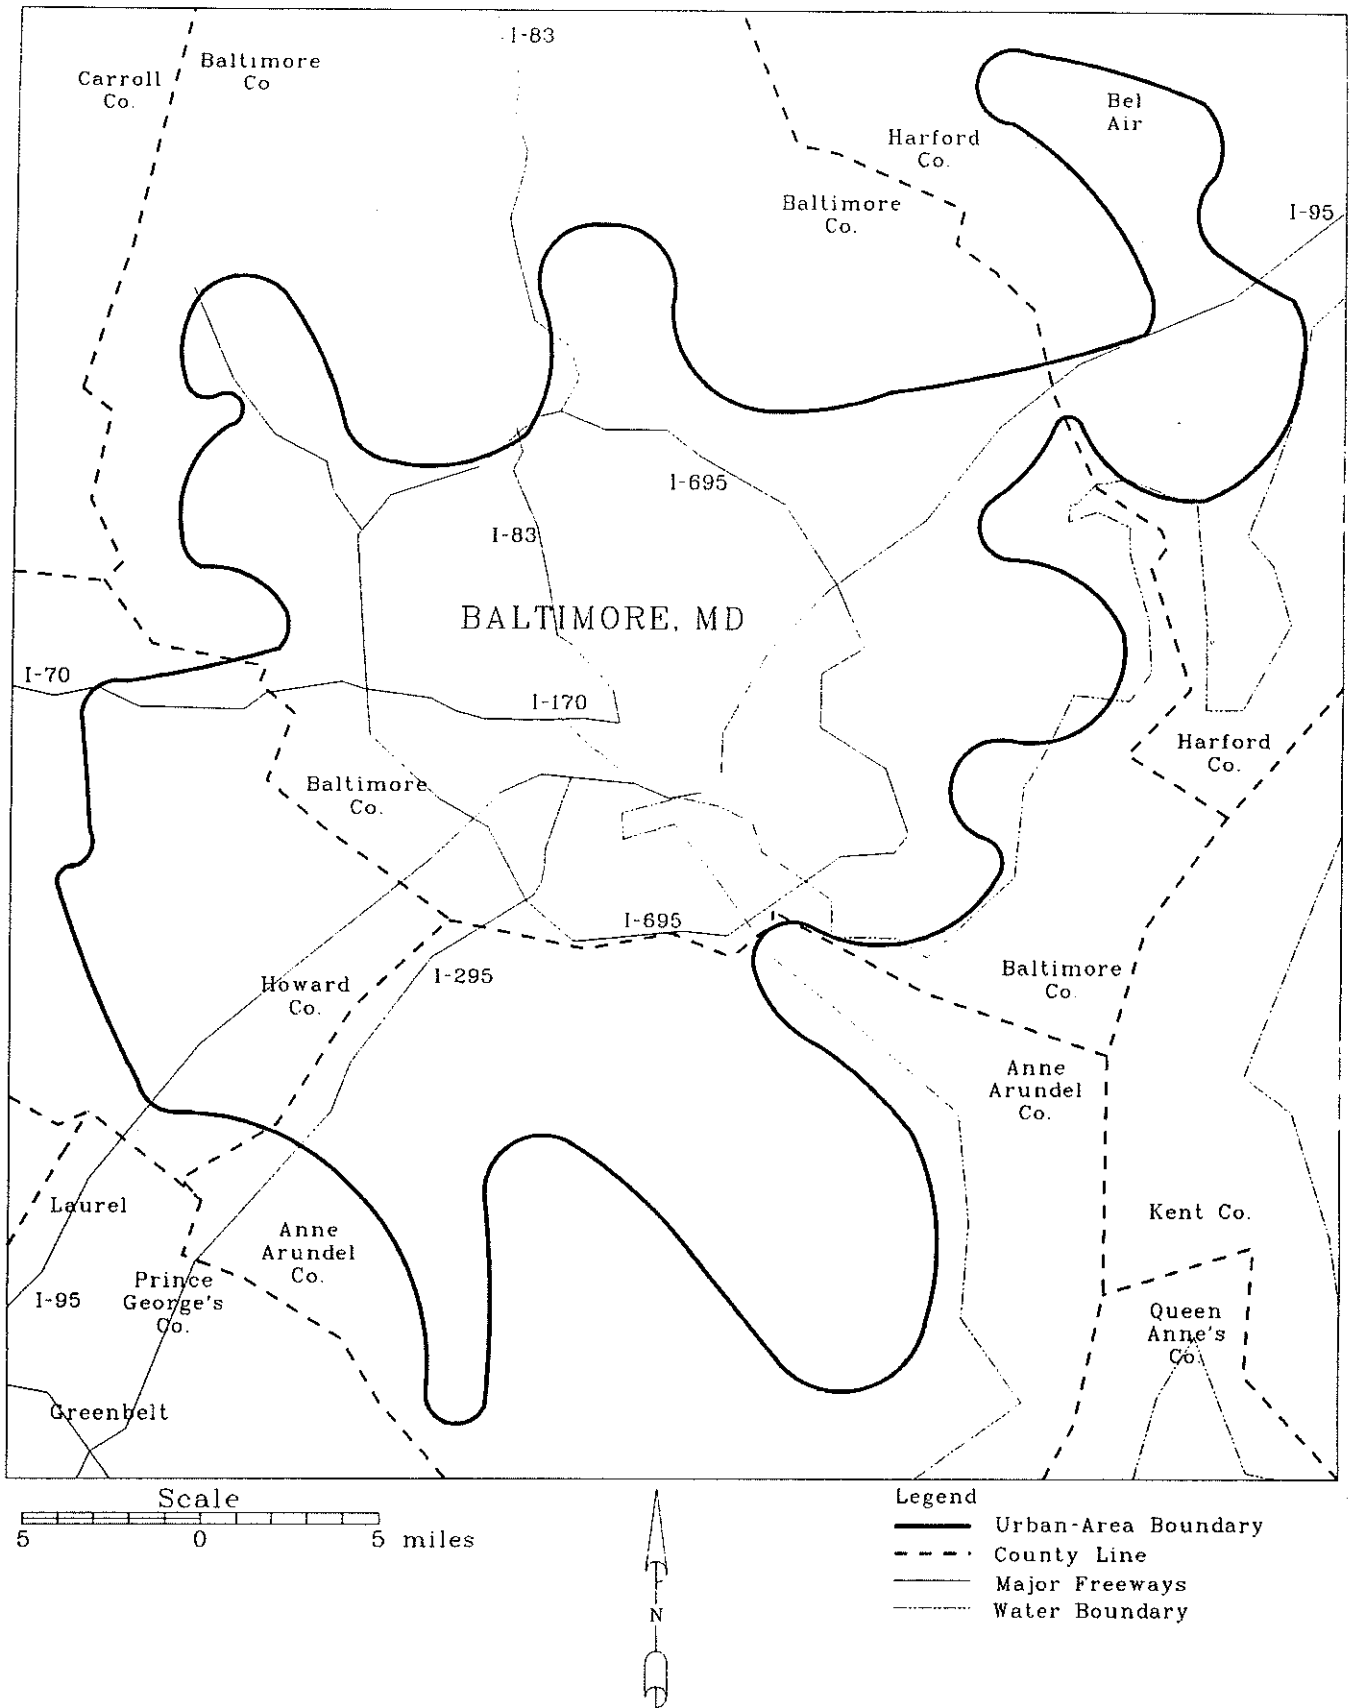 I-83
Baltimore
Co
Carroll
Co.
Bel
Air
Harford
Co.
Baltimore
Co.
I-95
I-695
I-83
BALTIMORE, MD
I-70
I-170
Harford
Co.
Baltimore
Co.
I-695
Baltimore
Co.
Howard
Co.
I-295
Anne
Arundel
Co.
Laurel
Kent Co.
Anne
Arundel
Co.
Prince
George's
Co.
I-95
Queen
Anne's
Co.
Greenbelt
Scale
5 0 5 miles
N
Legend
Urban-Area Boundary
County Line
Major Freeways
Water Boundary